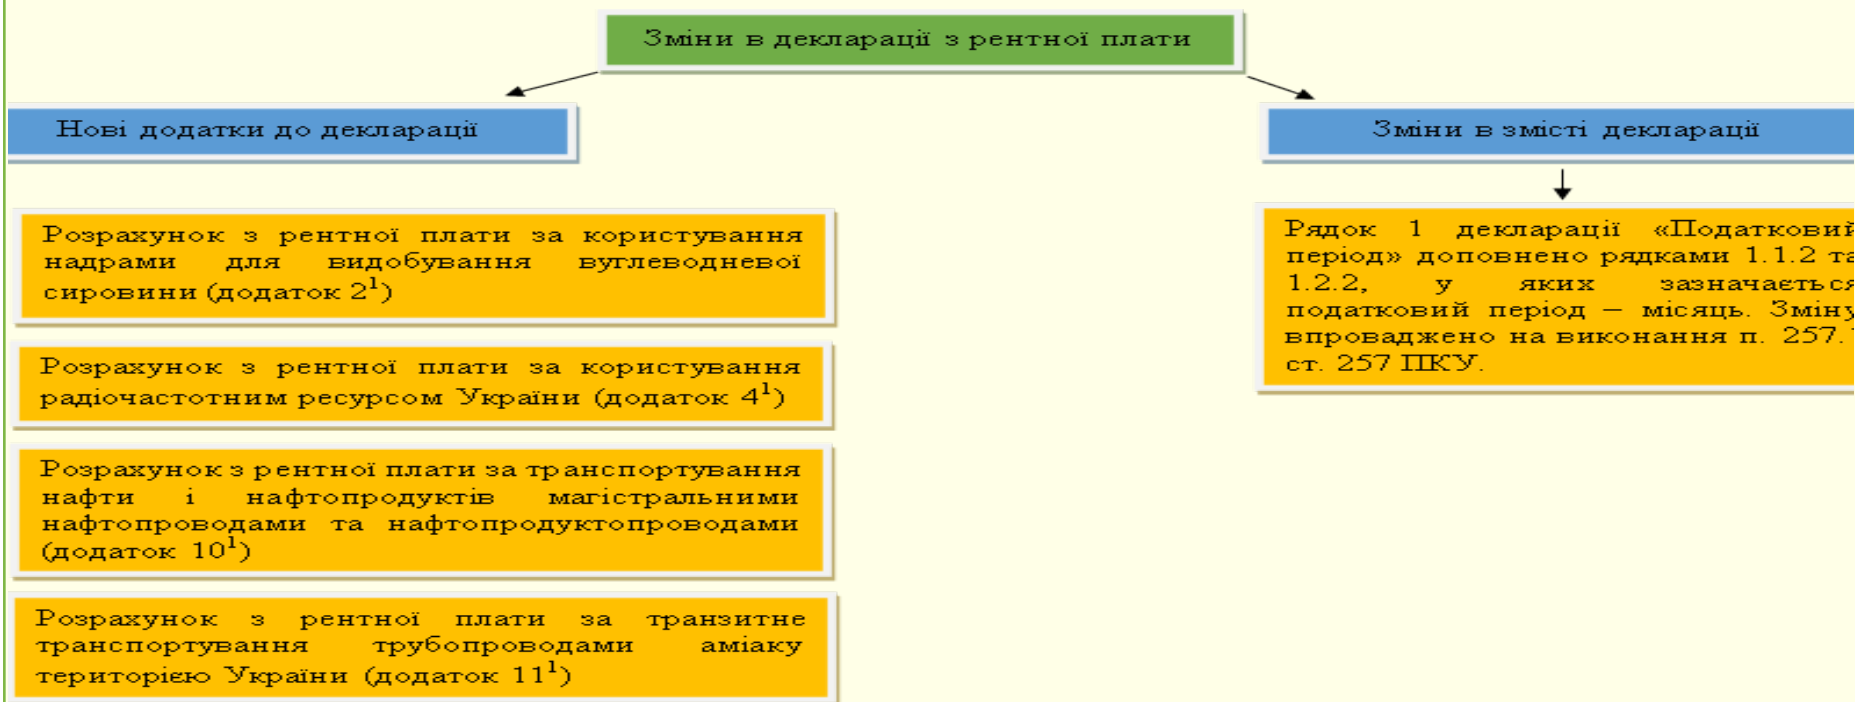 Зміни в декларації з рентної плати
Нові додатки до декларації
Розрахунок з рентної плати за користування
надрами для видобування вуглеводневої
сировини (додаток 2¹)
Розрахунок з рентної плати за користування
радіочастотним ресурсом України (додаток 4¹)
Розрахунок з рентної плати за транспортування
нафти і нафтопродуктів магістральними
нафтопроводами та нафтопродуктопроводами
(додаток 10¹)
Розрахунок з рентної плати за транзитне
транспортування трубопроводами аміаку
територією України (додаток 11¹)
Зміни в змісті декларації
Рядок 1 декларації «Податковий
період» доповнено рядками 1.1.2 та
1.2.2, у яких зазначається
податковий період – місяць. Зміну
впроваджено на виконання п. 257.1
ст. 257 ПКУ.